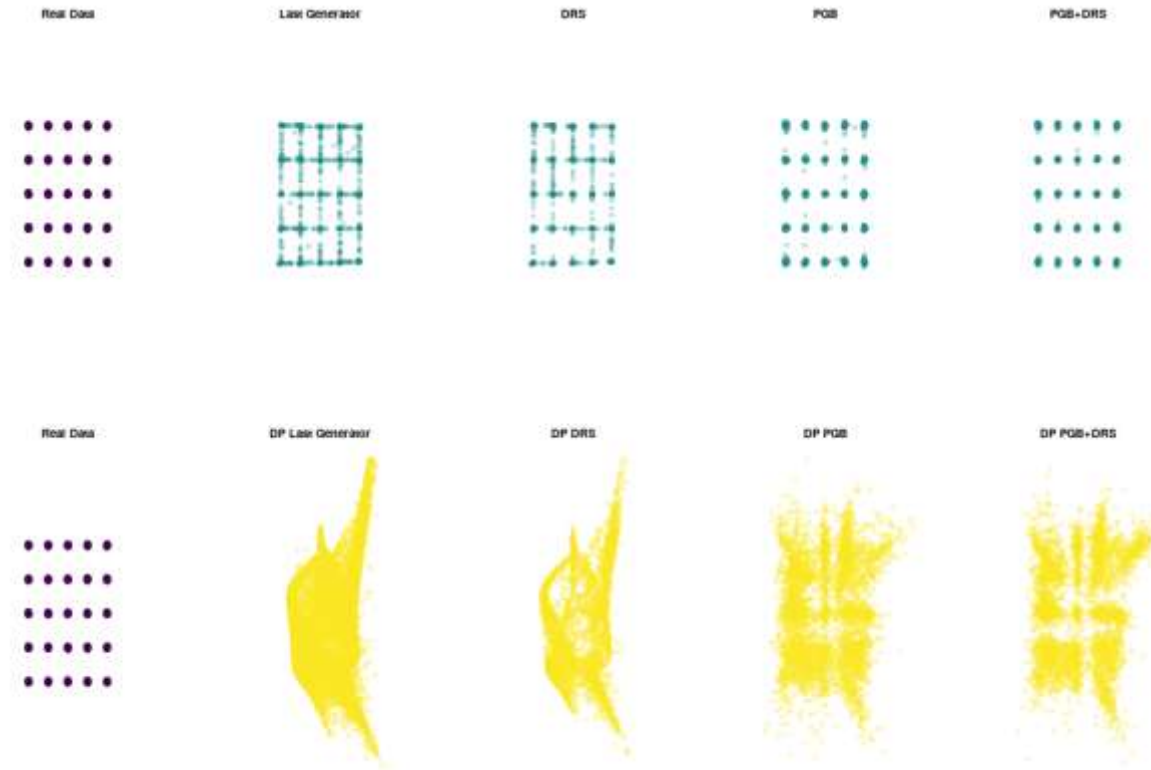 Real Data
Last Generator
DRS
PGB
PGB+DRS
Real Data
DP Last Generator
DP DRS
DP PGB
DP PGB+DRS